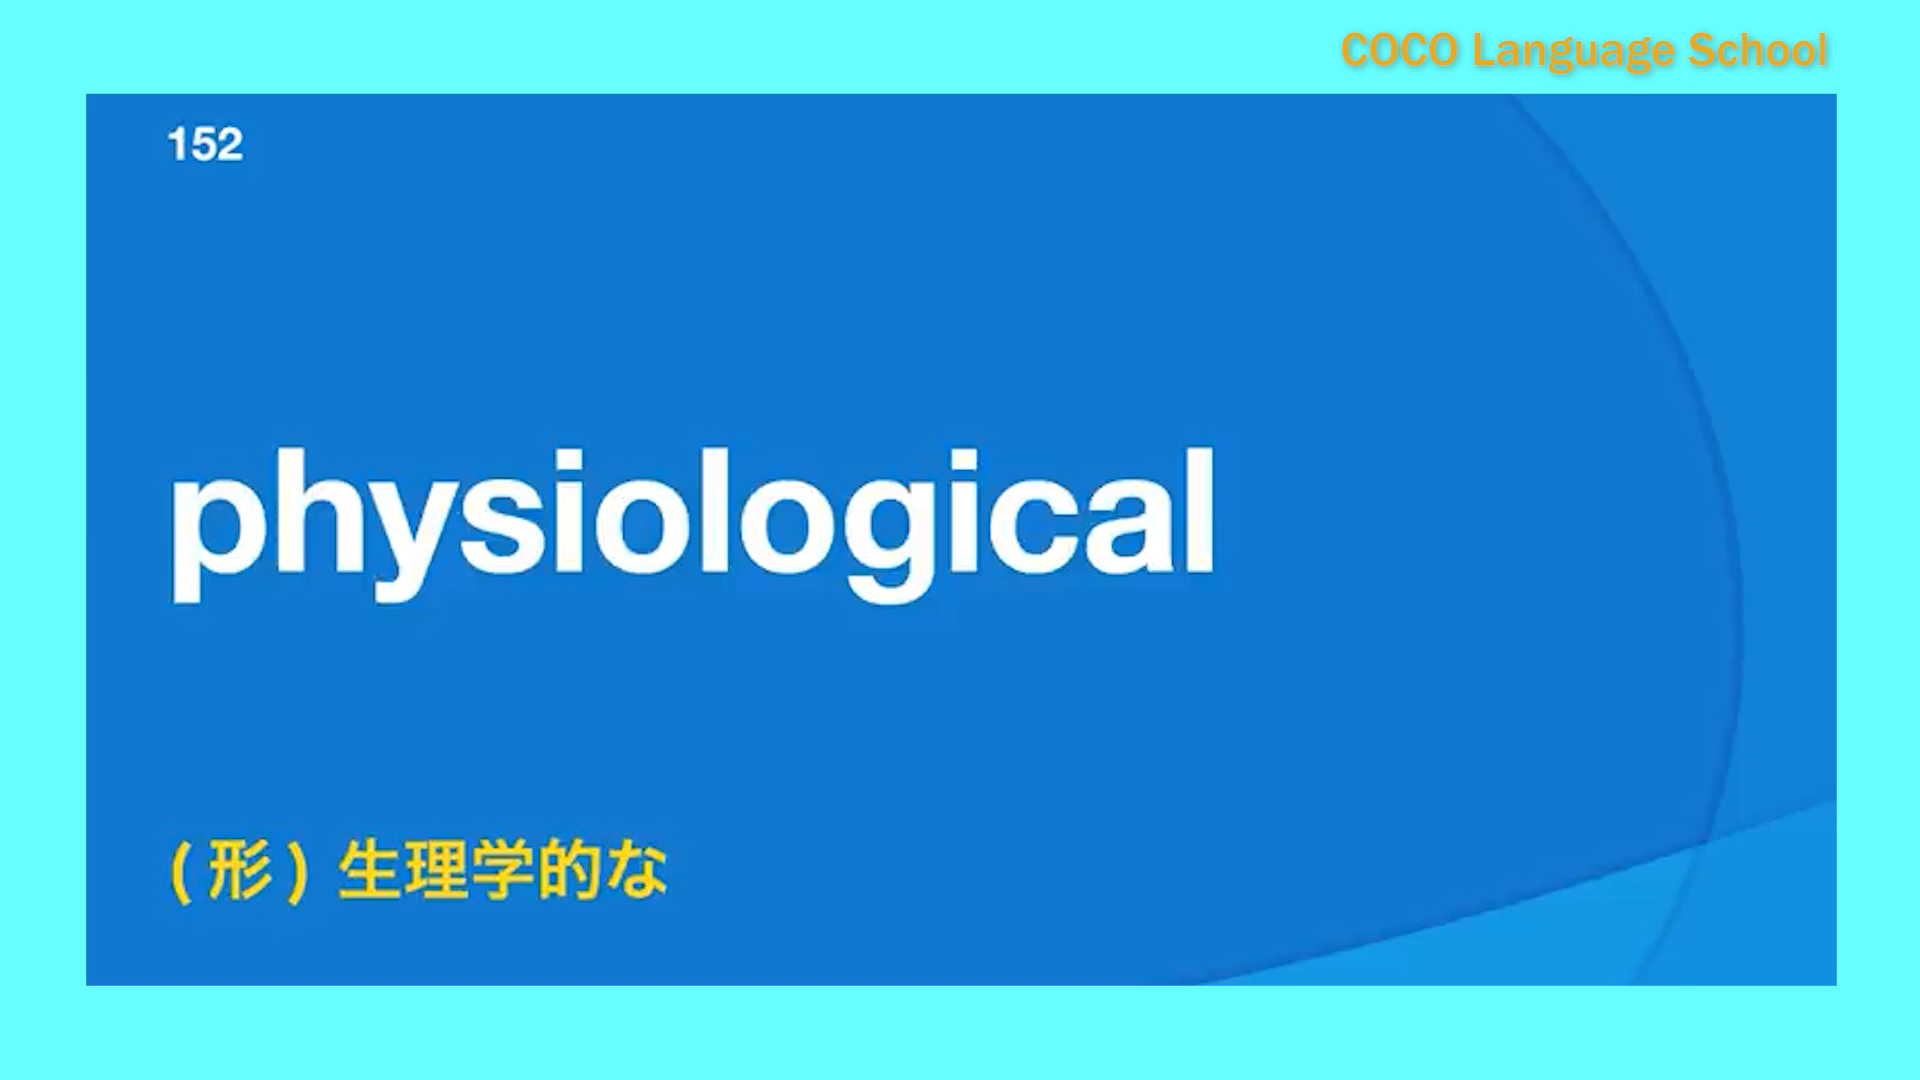 COCO Language School
152
physiological
(形) 生理学的な